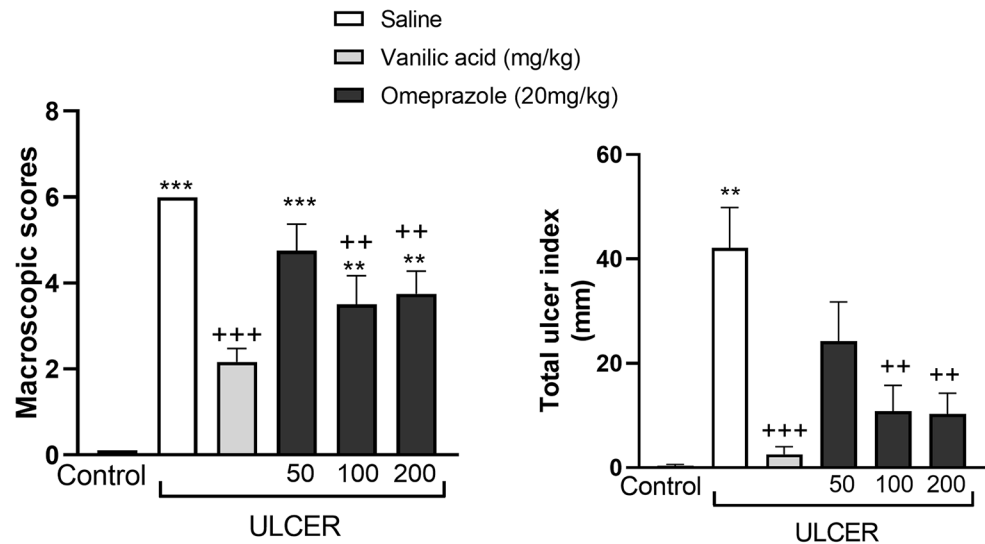 Saline
Vanilic acid (mg/kg)
Omeprazole (20mg/kg)
Macroscopic scores
8
6
4
2
0
***
+++
***
++
**
++
**
Control
50
100
200
ULCER
Total ulcer index
(mm)
60
40
20
0
**
+++
++
++
Control
50
100
200
ULCER